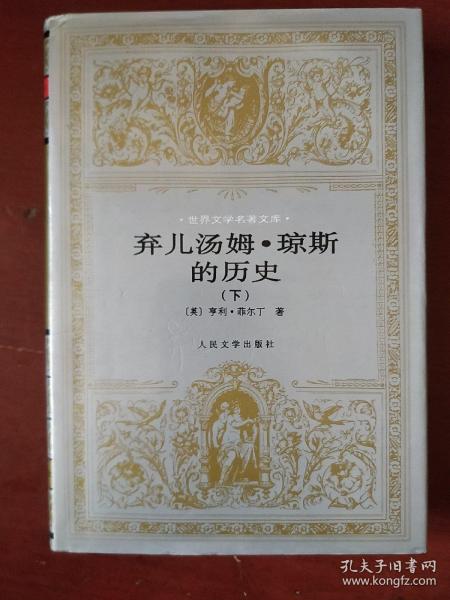 ·世界文学名著文库·
弃儿汤姆·琼斯
的历史
(下)
〔英〕亨利·菲尔丁 著
人民文学出版社
孔夫子旧书网
www.kongfz.com